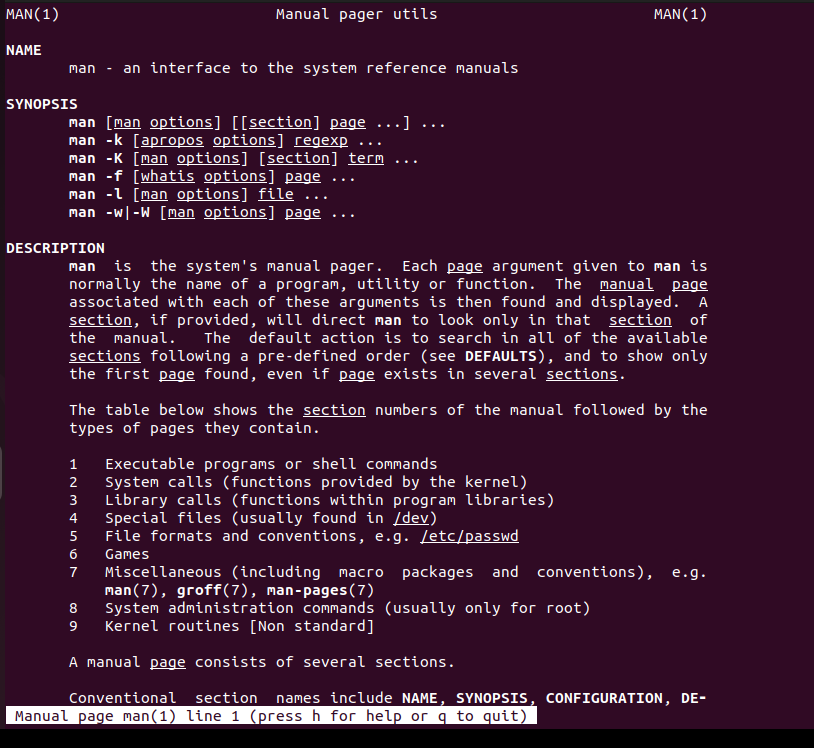 MAN(1)                        Manual pager utils                        MAN(1)

NAME
       man - an interface to the system reference manuals

SYNOPSIS
       man [man options] [[section] page ...] ...
       man -k [apropos options] regexp ...
       man -K [man options] [section] term ...
       man -f [whatis options] page ...
       man -l [man options] file ...
       man -w|-W [man options] page ...

DESCRIPTION
       man  is  the system's manual pager.  Each page argument given to man is
       normally the name of a program, utility or function.  The  manual  page
       associated with each of these arguments is then found and displayed.  A
       section, if provided, will direct man to look only in that  section  of
       the  manual.   The  default action is to search in all of the available
       sections following a pre-defined order (see DEFAULTS), and to show only
       the first page found, even if page exists in several sections.

       The table below shows the section numbers of the manual followed by the
       types of pages they contain.

       1   Executable programs or shell commands
       2   System calls (functions provided by the kernel)
       3   Library calls (functions within program libraries)
       4   Special files (usually found in /dev)
       5   File formats and conventions, e.g. /etc/passwd
       6   Games
       7   Miscellaneous (including macro  packages  and  conventions),  e.g.
           man(7), groff(7), man-pages(7)
       8   System administration commands (usually only for root)
       9   Kernel routines [Non standard]

       A manual page consists of several sections.

       Conventional  section  names include NAME, SYNOPSIS, CONFIGURATION, DE-
 Manual page man(1) line 1 (press h for help or q to quit)